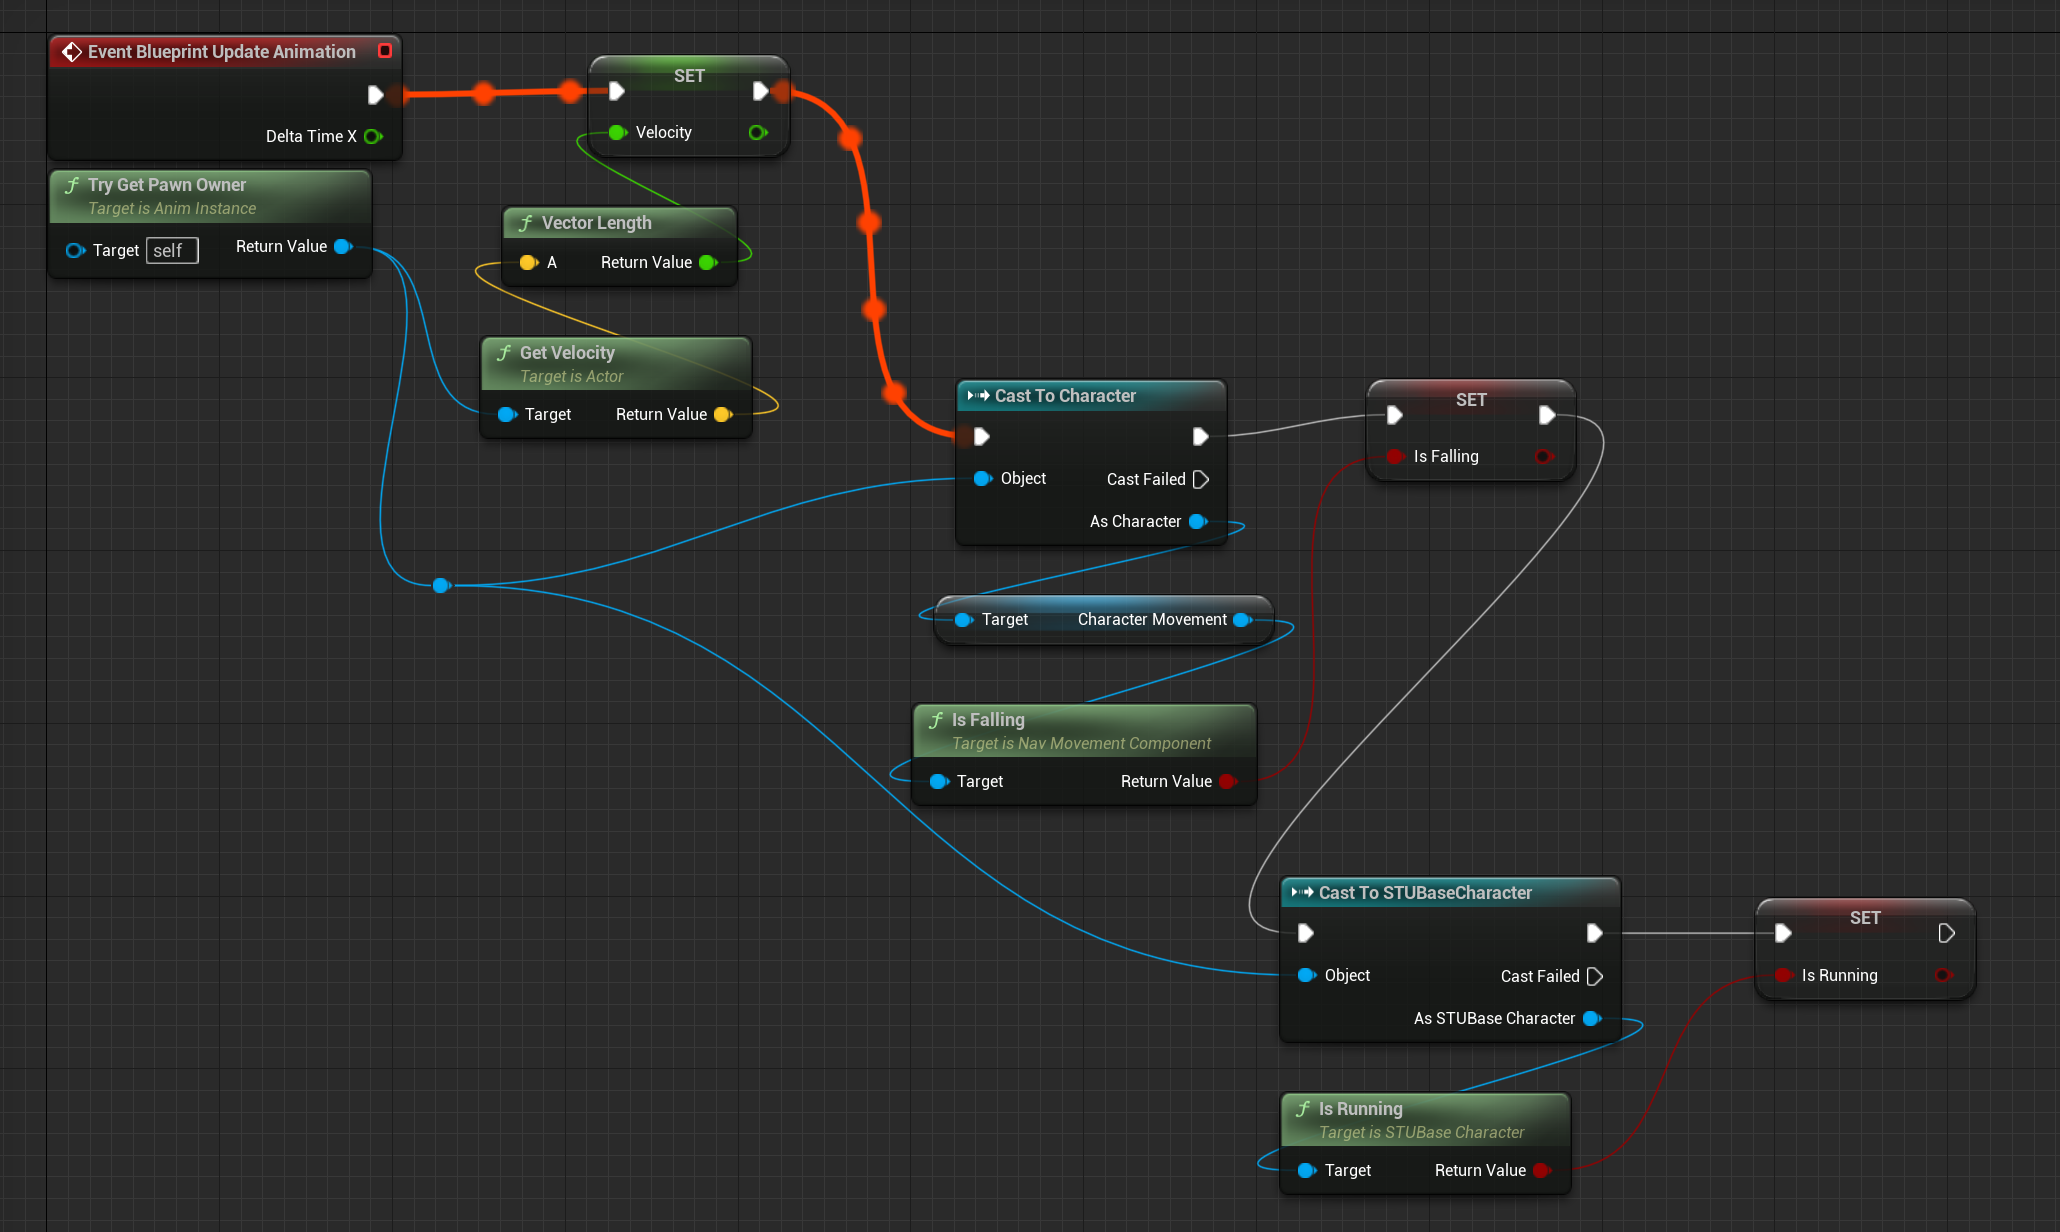 Event Blueprint Update Animation
Delta Time X
SET
Velocity
f Try Get Pawn Owner
Target is Anim Instance
Target self Return Value
f Vector Length
A Return Value
f Get Velocity
Target is Actor
Target Return Value
Cast To Character
Object Cast Failed
As Character
SET
Is Falling
Target Character Movement
f Is Falling
Target is Nav Movement Component
Target Return Value
Cast To STUBaseCharacter
Object Cast Failed
As STUBase Character
SET
Is Running
f Is Running
Target is STUBase Character
Target Return Value